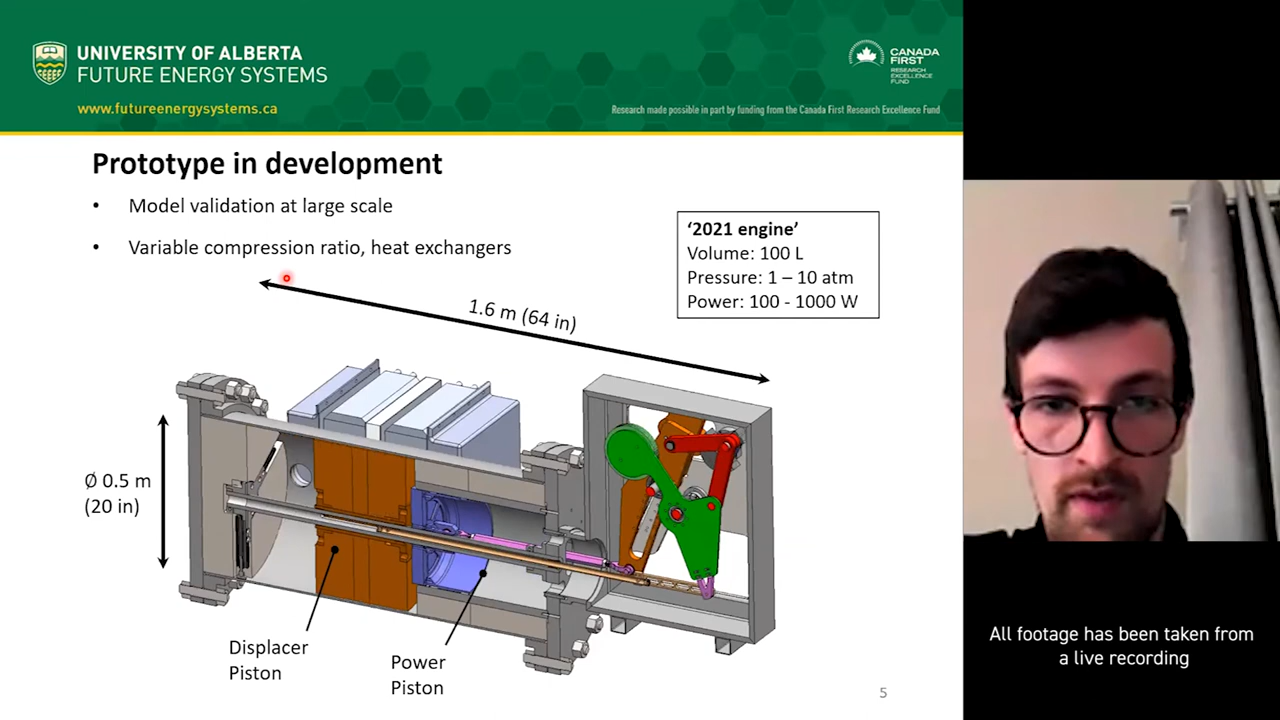 UNIVERSITY OF ALBERTA
FUTURE ENERGY SYSTEMS
www.futureenergysystems.ca
CANADA
FIRST
RESEARCH
EXCELLENCE
FUND
Research made possible in part by funding from the Canada First Research Excellence Fund
Prototype in development
• Model validation at large scale
• Variable compression ratio, heat exchangers
‘2021 engine’
Volume: 100 L
Pressure: 1 – 10 atm
Power: 100 - 1000 W
1.6 m (64 in)
Ø 0.5 m
(20 in)
Displacer
Piston
Power
Piston
5
All footage has been taken from
a live recording